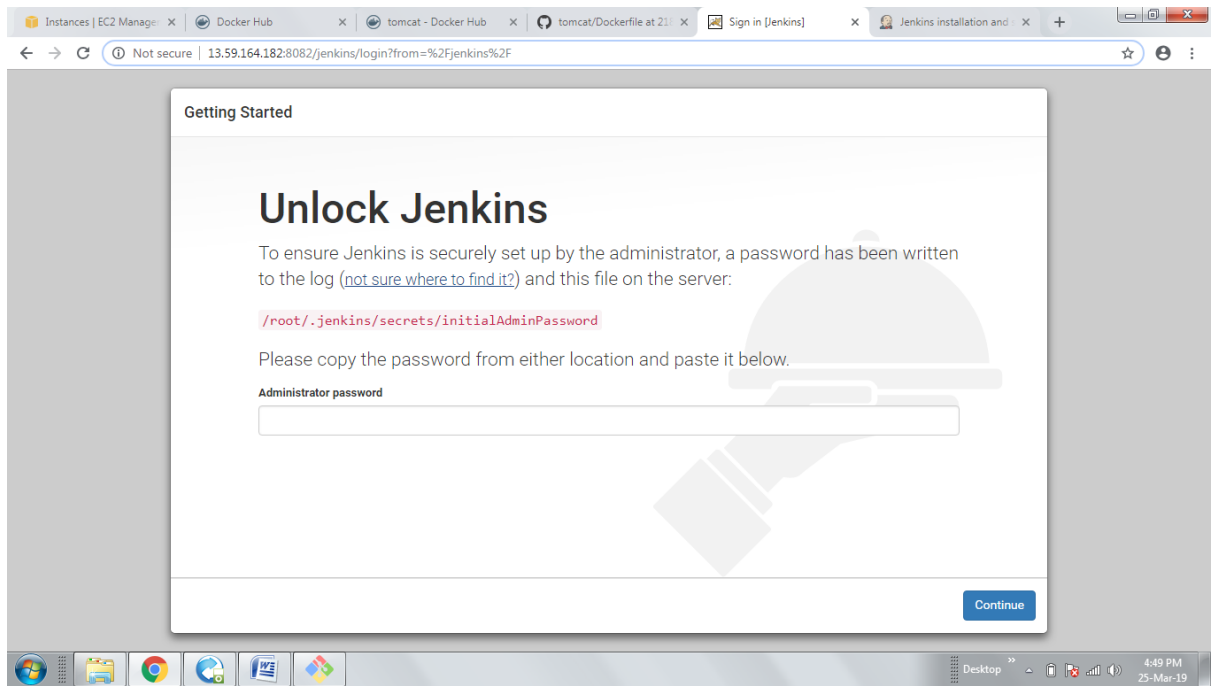 Instances | EC2 Manage
Docker Hub
tomcat - Docker Hub
tomcat/Dockerfile at 21
Sign in [Jenkins]
Jenkins installation and
Not secure | 13.59.164.182:8082/jenkins/login?from=%2Fjenkins%2F
Getting Started
Unlock Jenkins
To ensure Jenkins is securely set up by the administrator, a password has been written
to the log (not sure where to find it?) and this file on the server:
/root/.jenkins/secrets/initialAdminPassword
Please copy the password from either location and paste it below.
Administrator password
Continue
Desktop
4:49 PM
25-Mar-19